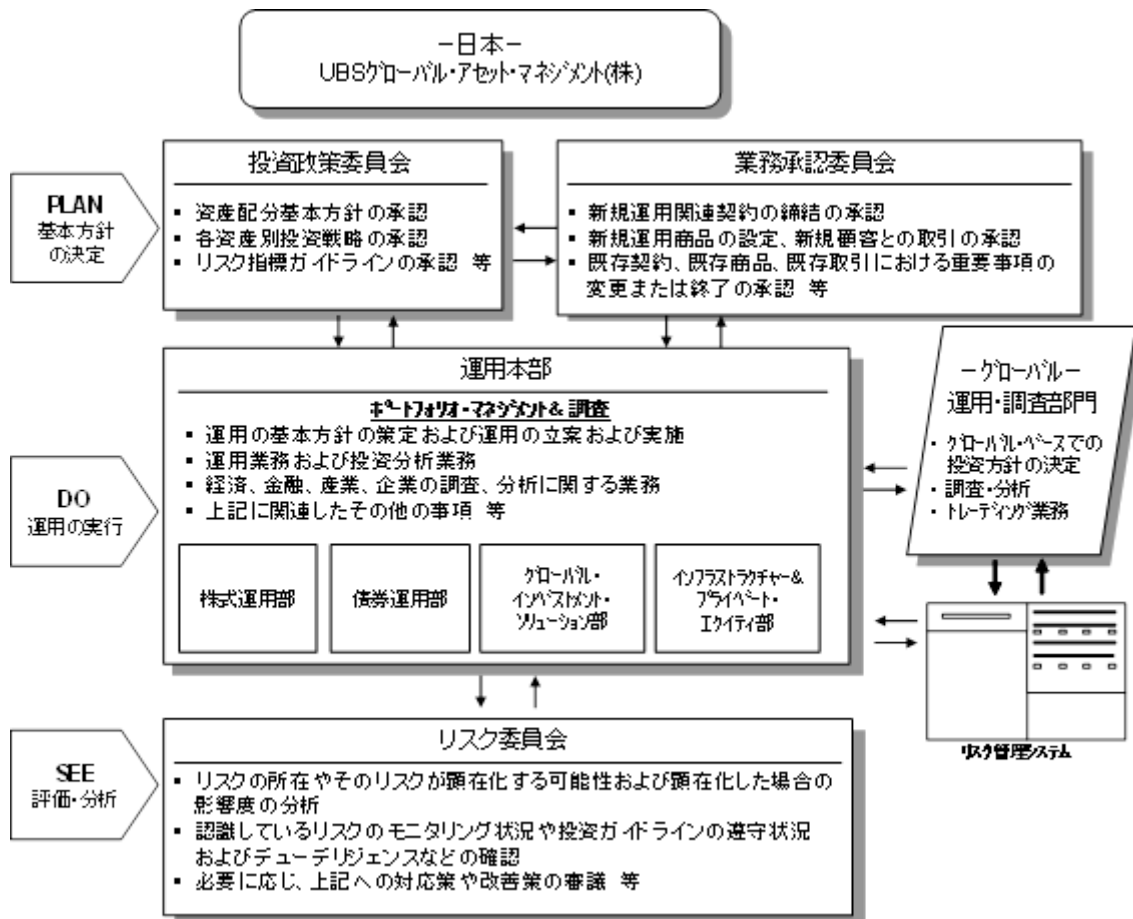 －日本－
UBSグローバル・アセット・マネジメント(株)
PLAN
基本方針
の決定
投資政策委員会
▪ 資産配分基本方針の承認
▪ 各資産別投資戦略の承認
▪ リスク指標ガイドラインの承認 等
業務承認委員会
▪ 新規運用関連契約の締結の承認
▪ 新規運用商品の設定、新規顧客との取引の承認
▪ 既存契約、既存商品、既存取引における重要事項の
変更または終了の承認 等
DO
運用の実行
運用本部
ポートフォリオ・マネジメント& 調査
▪ 運用の基本方針の策定および運用の立案および実施
▪ 運用業務および投資分析業務
▪ 経済、金融、産業、企業の調査、分析に関する業務
▪ 上記に関連したその他の事項 等
株式運用部
債券運用部
グローバル・
インベストメント・
ソリューション部
インフラストラクチャー&
プライベート・
エクイティ部
－グローバル－
運用・調査部門
▪ グローバル・ベースでの
投資方針の決定
▪ 調査・分析
▪ トレーディング業務
リスク管理システム
SEE
評価・分析
リスク委員会
▪ リスクの所在やそのリスクが顕在化する可能性および顕在化した場合の
影響度の分析
▪ 認識しているリスクのモニタリング状況や投資ガイドラインの遵守状況
およびデューデリジェンスなどの確認
▪ 必要に応じ、上記への対応策や改善策の審議 等